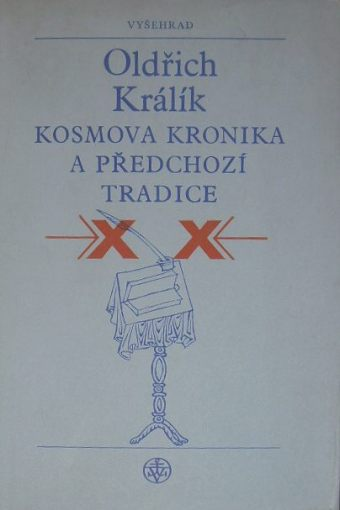 VYŠEHRAD
Oldřich
Králík
KOSMOVA KRONIKA
A PŘEDCHOZÍ
TRADICE